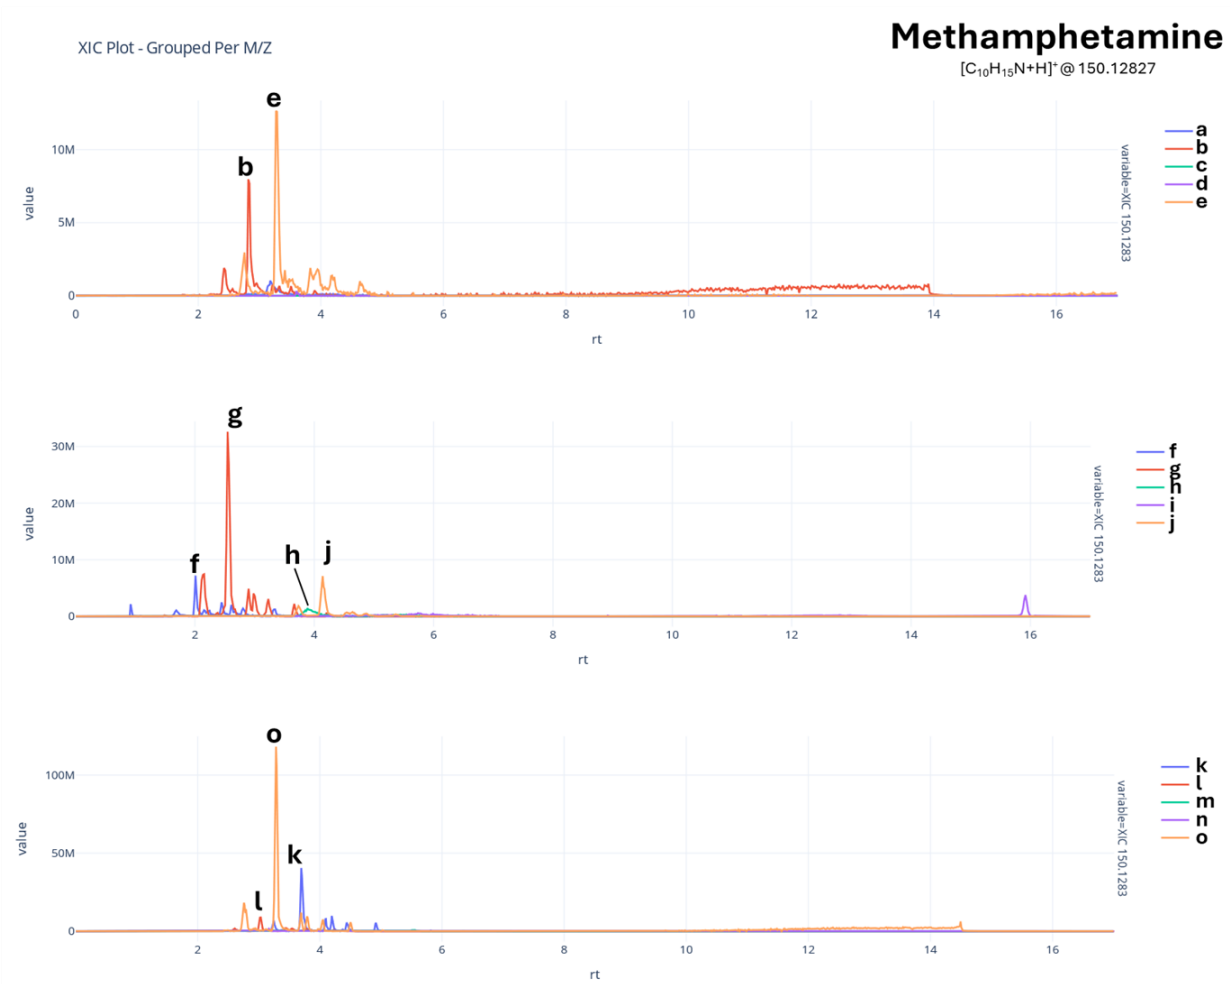 Methamphetamine
[C₁₀H₁₅N+H]⁺@150.12827
XIC Plot - Grouped Per M/Z
e
b
10M
5M
0
value
0 2 4 6 8 10 12 14 16
rt
variable=XIC 150.1283
a
b
c
d
e
g
f
h
j
30M
20M
10M
0
value
2 4 6 8 10 12 14 16
rt
variable=XIC 150.1283
f
g
h
i
j
o
k
l
100M
50M
0
value
2 4 6 8 10 12 14 16
rt
variable=XIC 150.1283
k
l
m
n
o